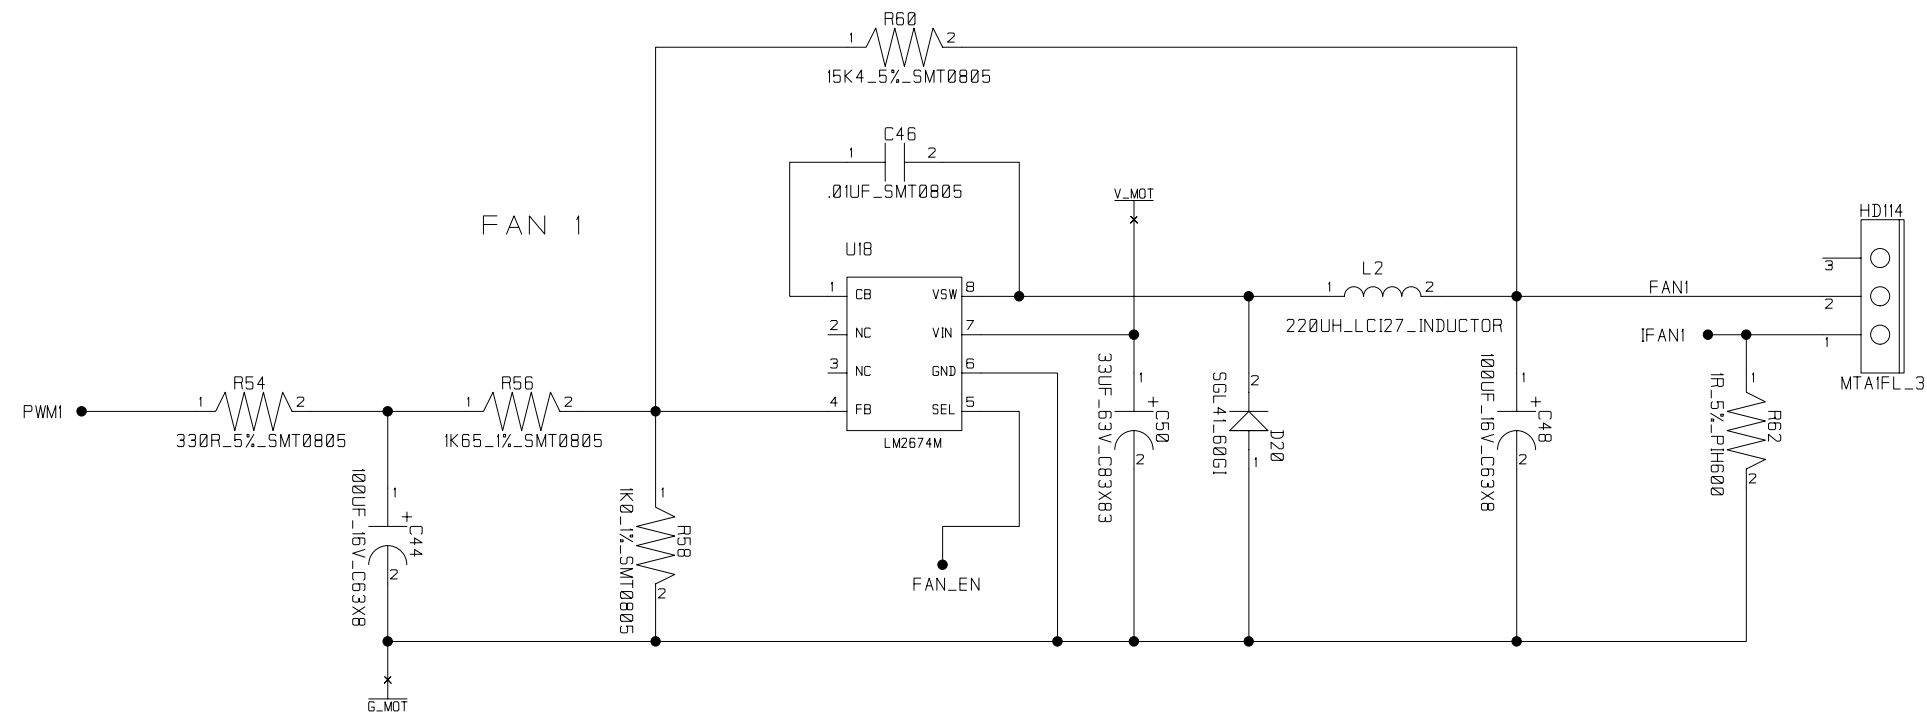 R60
1 2
15K4_5%_SMT0805
C46
1 2
.01UF_SMT0805
FAN 1
V_MOT
HD114
U18
1 CB VSW 8
2 NC VIN 7
3 NC GND 6
4 FB SEL 5
LM2674M
L2
1 2
220UH_LCI27_INDUCTOR
FAN1
IFAN1
3
2
1
MTA1FL_3
PWM1
R54
1 2
330R_5%_SMT0805
R56
1 2
1K65_1%_SMT0805
1
+
C44
2
100UF_16V_C63X8
1
R58
2
1K0_1%_SMT0805
FAN_EN
1
+
C50
2
33UF_63V_C83X83
2
D20
1
SGL41_60GI
1
+
C48
2
100UF_16V_C63X8
1
R62
2
1R_5%_PIH600
G_MOT